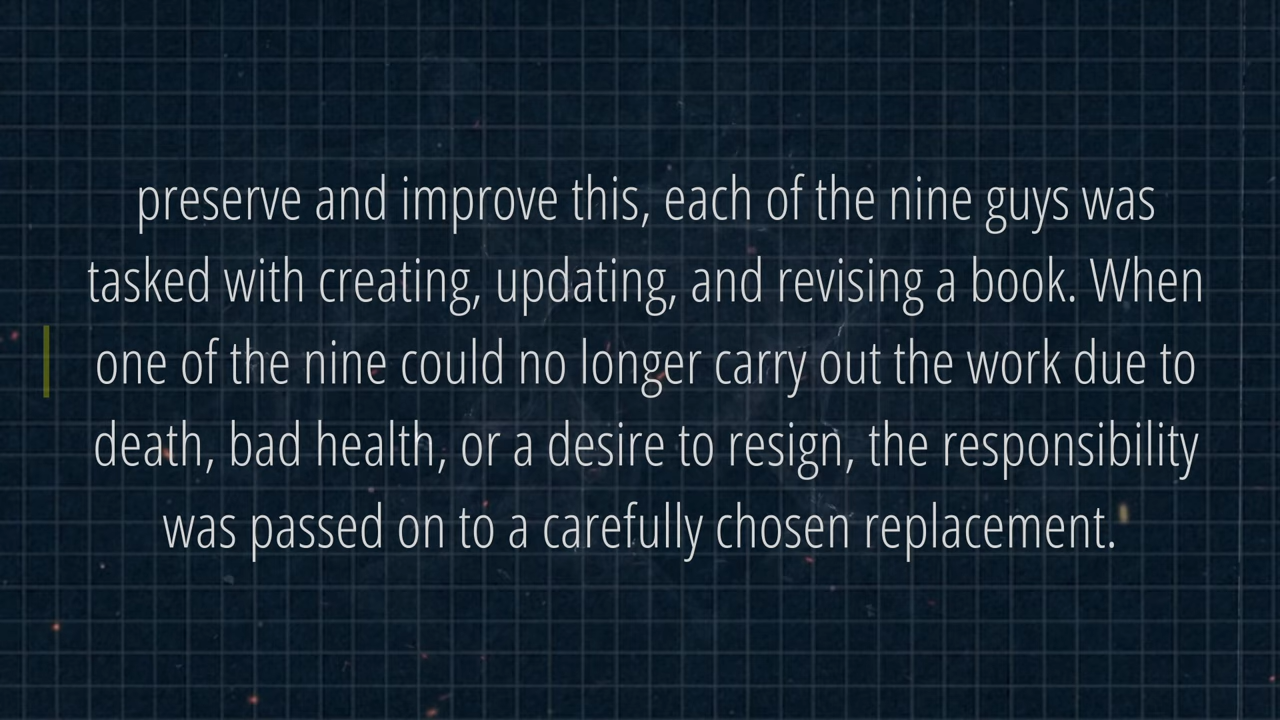 preserve and improve this, each of the nine guys was
tasked with creating, updating, and revising a book. When
one of the nine could no longer carry out the work due to
death, bad health, or a desire to resign, the responsibility
was passed on to a carefully chosen replacement.